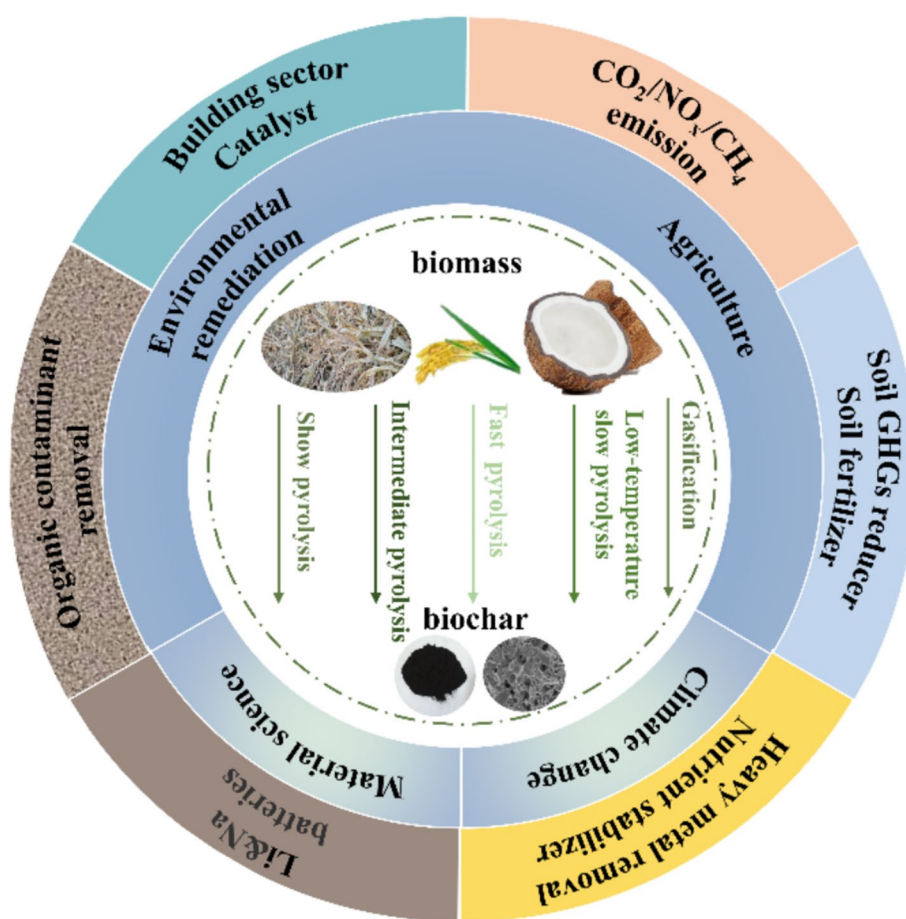 Building sector
Catalyst
CO₂/NOₓ/CH₄
emission
Environmental
remediation
Agriculture
Organic contaminant
removal
Soil GHGs reducer
Soil fertilizer
biomass
Show pyrolysis
Intermediate pyrolysis
Fast pyrolysis
Low-temperature
slow pyrolysis
Gasification
biochar
Material science
Climate change
Li&Na
batteries
Heavy metal removal
Nutrient stabilizer